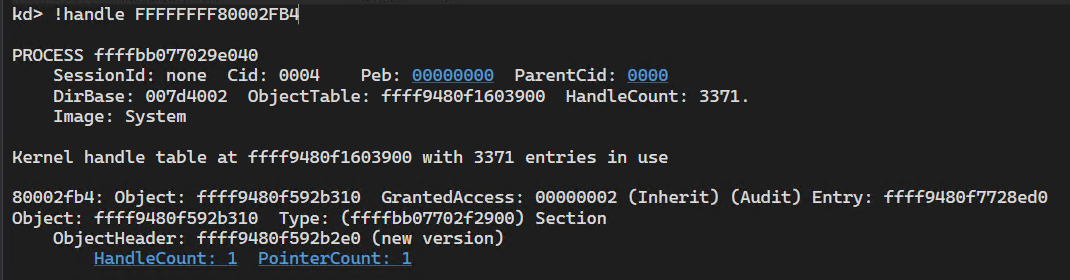 kd> !handle FFFFFFFF80002FB4
PROCESS ffffbb077029e040
SessionId: none  Cid: 0004    Peb: 00000000  ParentCid: 0000
DirBase: 007d4002  ObjectTable: ffff9480f1603900  HandleCount: 3371.
Image: System
Kernel handle table at ffff9480f1603900 with 3371 entries in use
80002fb4: Object: ffff9480f592b310  GrantedAccess: 00000002 (Inherit) (Audit) Entry: ffff9480f7728ed0
Object: ffff9480f592b310  Type: (ffffbb07702f2900) Section
ObjectHeader: ffff9480f592b2e0 (new version)
HandleCount: 1  PointerCount: 1